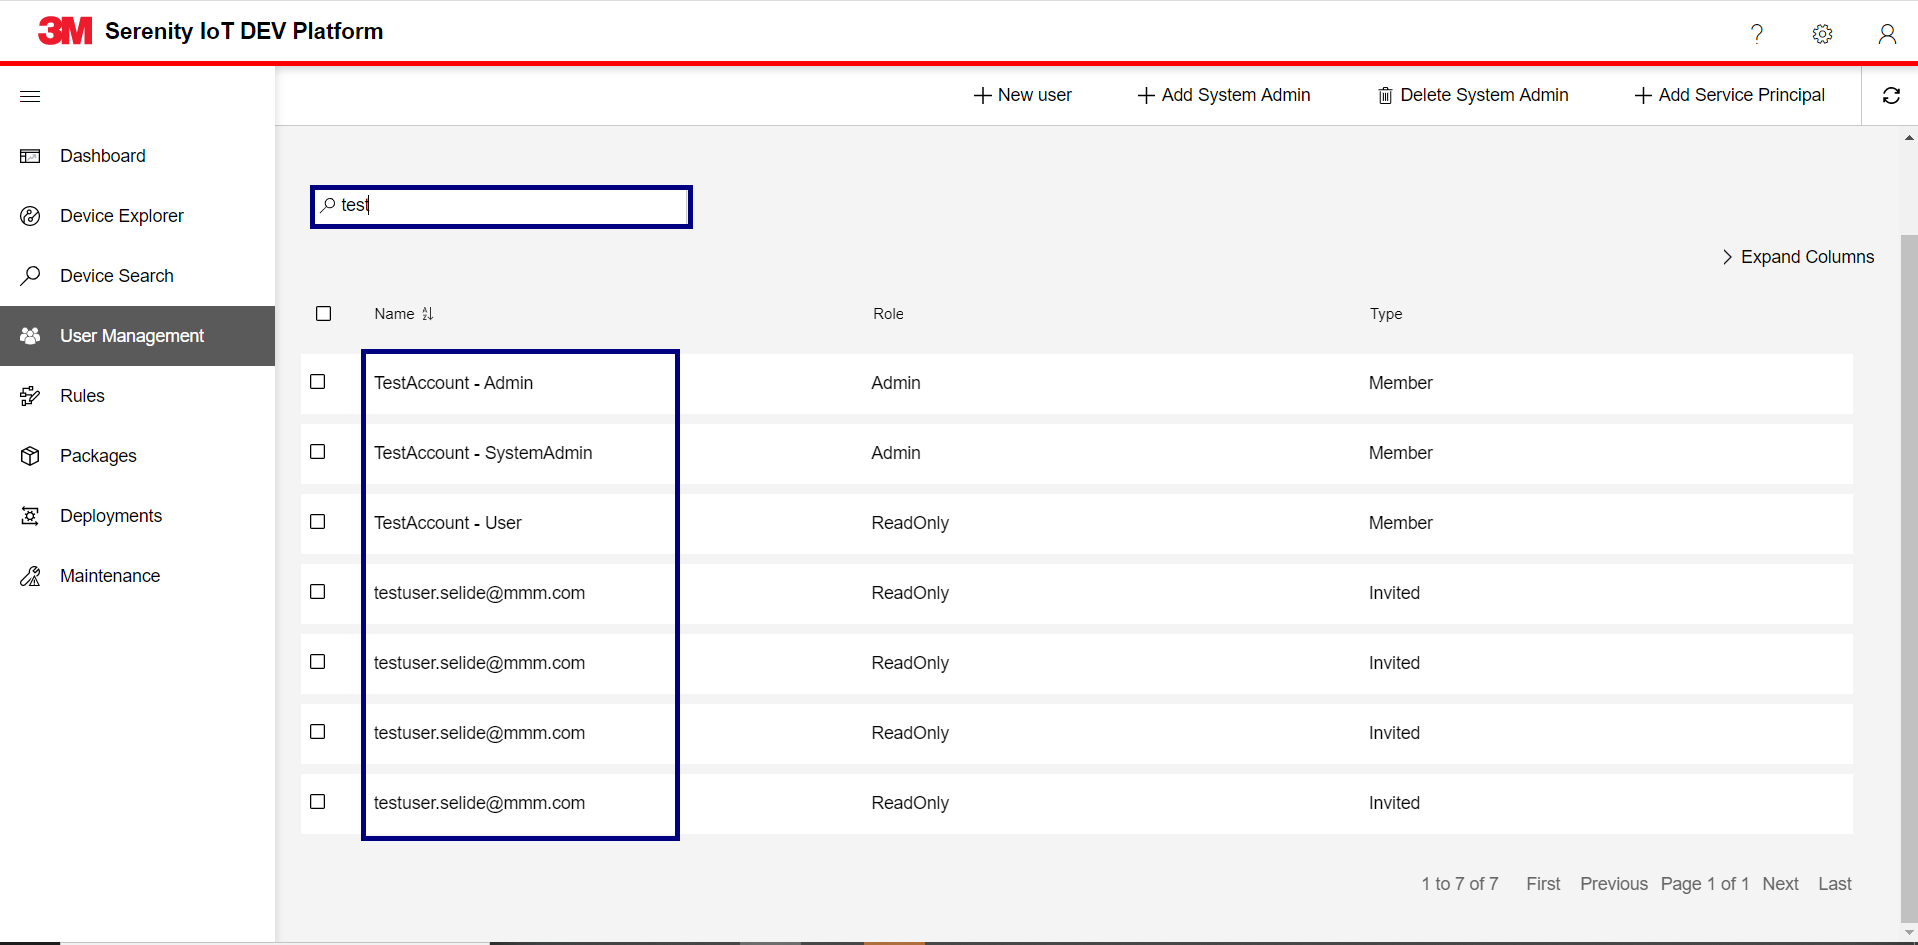 3M Serenity IoT DEV Platform
New user Add System Admin Delete System Admin Add Service Principal
Dashboard
Device Explorer
Device Search
User Management
Rules
Packages
Deployments
Maintenance
test
Expand Columns
Name Role Type
TestAccount - Admin Admin Member
TestAccount - SystemAdmin Admin Member
TestAccount - User ReadOnly Member
testuser.selide@mmm.com ReadOnly Invited
testuser.selide@mmm.com ReadOnly Invited
testuser.selide@mmm.com ReadOnly Invited
testuser.selide@mmm.com ReadOnly Invited
1 to 7 of 7 First Previous Page 1 of 1 Next Last